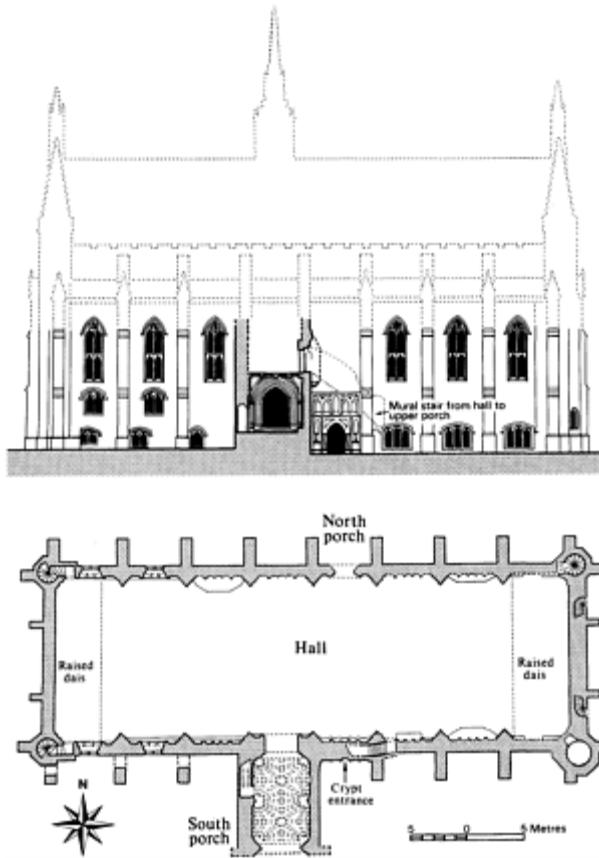 Mural stair from hall to
upper porch
North
porch
Hall
Raised
dais
Raised
dais
N
Crypt
entrance
South
porch
5 0 5 Metres